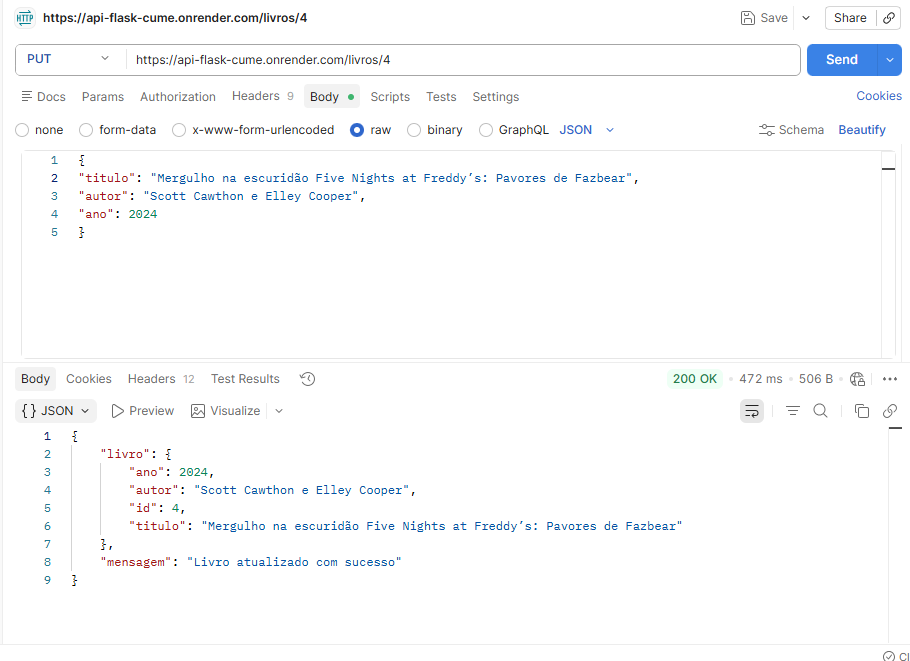 HTTP https://api-flask-cume.onrender.com/livros/4 Save Share
PUT https://api-flask-cume.onrender.com/livros/4 Send
Docs Params Authorization Headers 9 Body Scripts Tests Settings Cookies
none form-data x-www-form-urlencoded raw binary GraphQL JSON Schema Beautify
1 {
2 "titulo": "Mergulho na escuridão Five Nights at Freddy’s: Pavores de Fazbear",
3 "autor": "Scott Cawthon e Elley Cooper",
4 "ano": 2024
5 }
Body Cookies Headers 12 Test Results 200 OK • 472 ms • 506 B •
{} JSON Preview Visualize
1 {
2 "livro": {
3 "ano": 2024,
4 "autor": "Scott Cawthon e Elley Cooper",
5 "id": 4,
6 "titulo": "Mergulho na escuridão Five Nights at Freddy’s: Pavores de Fazbear"
7 },
8 "mensagem": "Livro atualizado com sucesso"
9 }